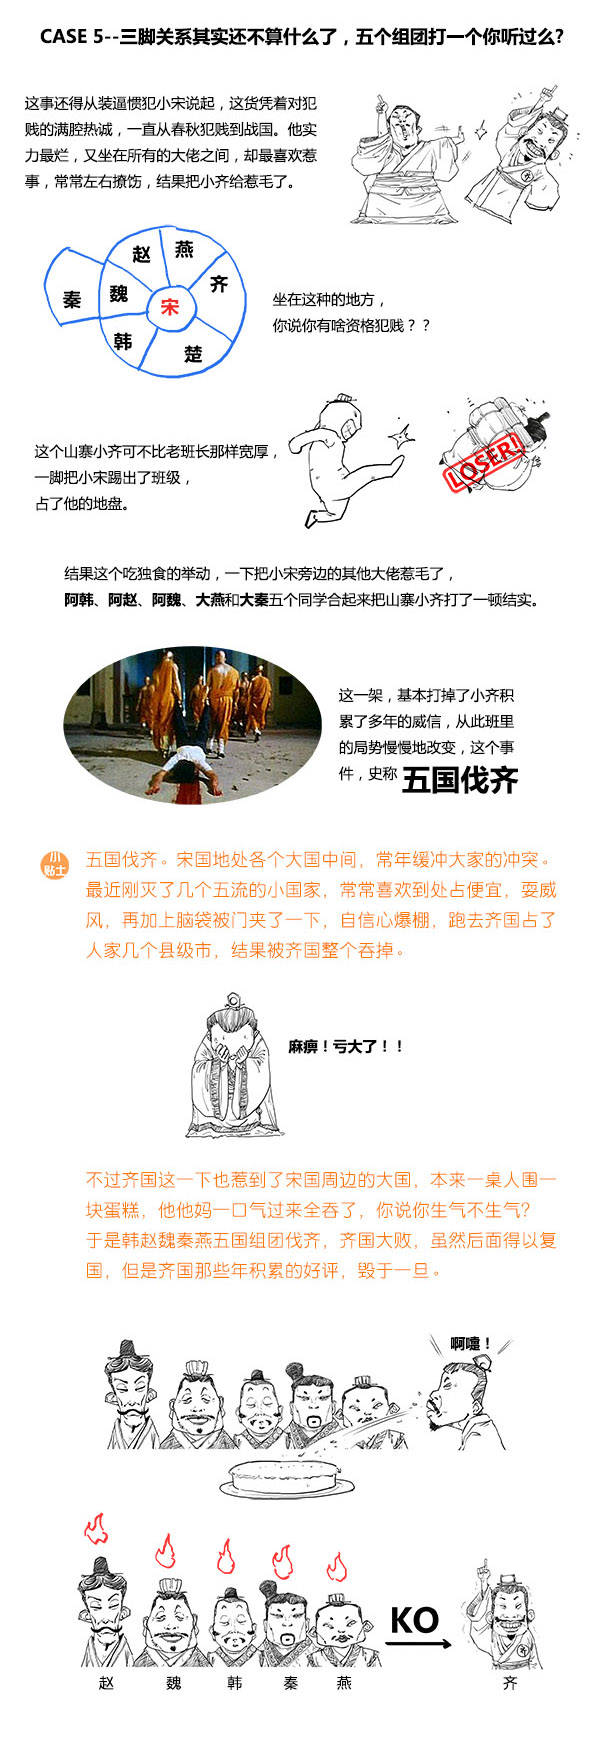 CASE 5--三脚关系其实还不算什么了，五个组团打一个你听过么?
这事还得从装逼惯犯小宋说起，这货凭着对犯
贱的满腔热诚，一直从春秋犯贱到战国。他实
力最烂，又坐在所有的大佬之间，却最喜欢惹
事，常常左右撩饬，结果把小齐给惹毛了。
齐
赵
燕
秦
魏
宋
齐
韩
楚
坐在这种的地方，
你说你有啥资格犯贱？？
这个山寨小齐可不比老班长那样宽厚，
一脚把小宋踢出了班级，
占了他的地盘。
LOSER!
结果这个吃独食的举动，一下把小宋旁边的其他大佬惹毛了，
阿韩、阿赵、阿魏、大燕和大秦五个同学合起来把山寨小齐打了一顿结实。
这一架，基本打掉了小齐积
累了多年的威信，从此班里
的局势慢慢地改变，这个事
件，史称 五国伐齐
小
贴士
五国伐齐。宋国地处各个大国中间，常年缓冲大家的冲突。
最近刚灭了几个五流的小国家，常常喜欢到处占便宜，耍威
风，再加上脑袋被门夹了一下，自信心爆棚，跑去齐国占了
人家几个县级市，结果被齐国整个吞掉。
麻痹！亏大了！！
不过齐国这一下也惹到了宋国周边的大国，本来一桌人围一
块蛋糕，他他妈一口气过来全吞了，你说你生气不生气？
于是韩赵魏秦燕五国组团伐齐，齐国大败，虽然后面得以复
国，但是齐国那些年积累的好评，毁于一旦。
啊嚏！
KO
齐
赵 魏 韩 秦 燕 齐